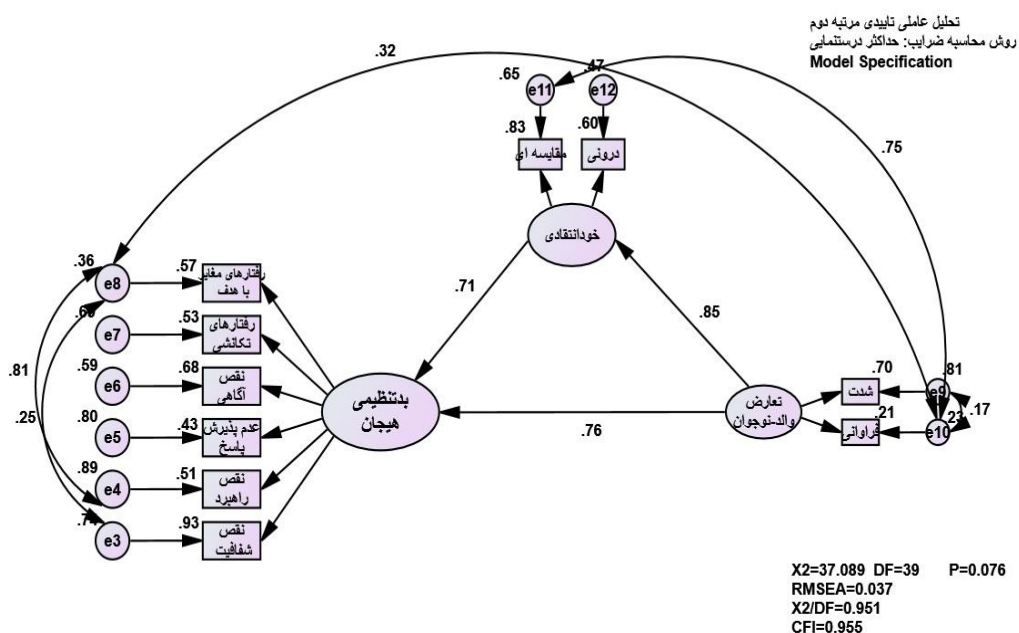 تحلیل عاملی تاییدی مرتبه دوم
روش محاسبه ضرایب: حداکثر درستنمایی
Model Specification
.32
.65
.47
e11
e12
.83
.60
مقایسه ای
درونی
.75
خودانتقادی
.71
.85
.36
e8
.57
رفتارهای مغایر
با هدف
e7
.53
رفتارهای
تکانشی
.59
e6
.68
نقص
آگاهی
.81
.25
.80
e5
.43
عدم پذیرش
پاسخ
.89
e4
.51
نقص
راهبرد
e3
.93
نقص
شفافیت
بدتنظیمی
هیجان
.76
تعارض
والد-نوجوان
.70
شدت
.81
e9
.21
فراوانی
.23
e10
.17
X2=37.089 DF=39 P=0.076
RMSEA=0.037
X2/DF=0.951
CFI=0.955